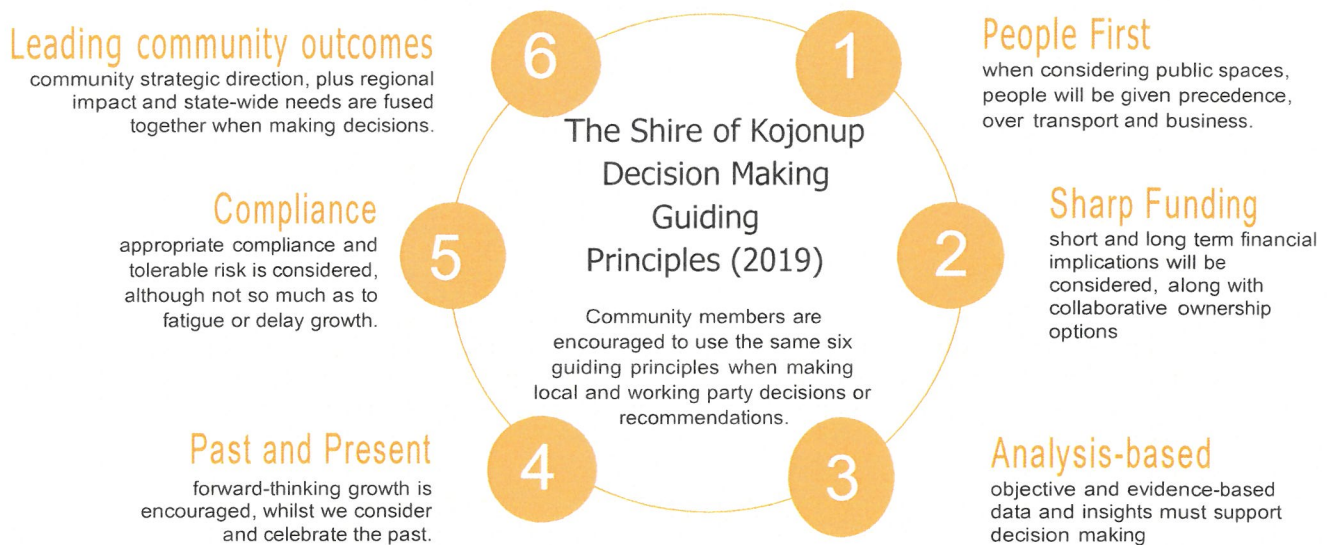 The Shire of Kojonup
Decision Making
Guiding
Principles (2019)
Community members are
encouraged to use the same six
guiding principles when making
local and working party decisions or
recommendations.
1
People First
when considering public spaces,
people will be given precedence,
over transport and business.
2
Sharp Funding
short and long term financial
implications will be
considered, along with
collaborative ownership
options
3
Analysis-based
objective and evidence-based
data and insights must support
decision making
4
Past and Present
forward-thinking growth is
encouraged, whilst we consider
and celebrate the past.
5
Compliance
appropriate compliance and
tolerable risk is considered,
although not so much as to
fatigue or delay growth.
6
Leading community outcomes
community strategic direction, plus regional
impact and state-wide needs are fused
together when making decisions.